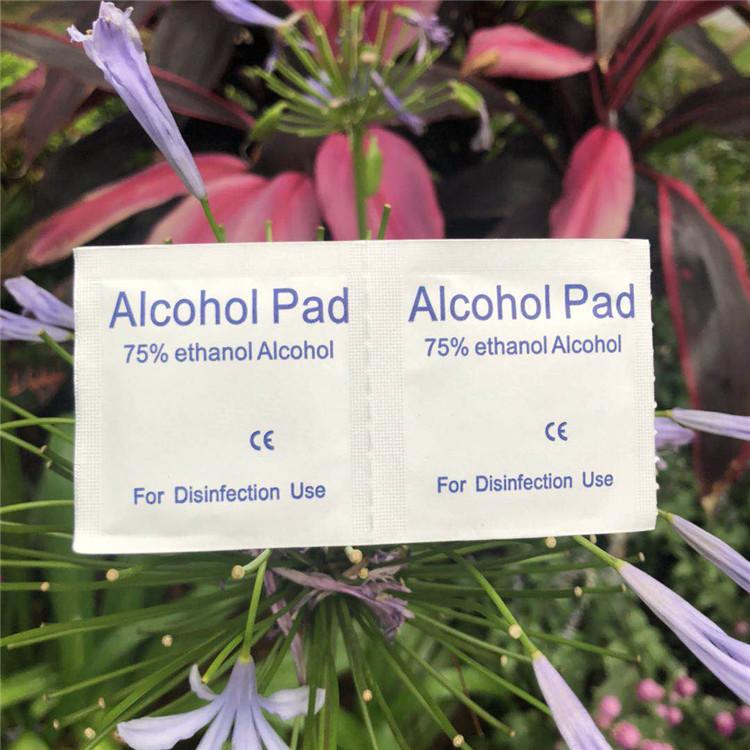 Alcohol Pad
75% ethanol Alcohol
CE
For Disinfection Use
Alcohol Pad
75% ethanol Alcohol
CE
For Disinfection Use